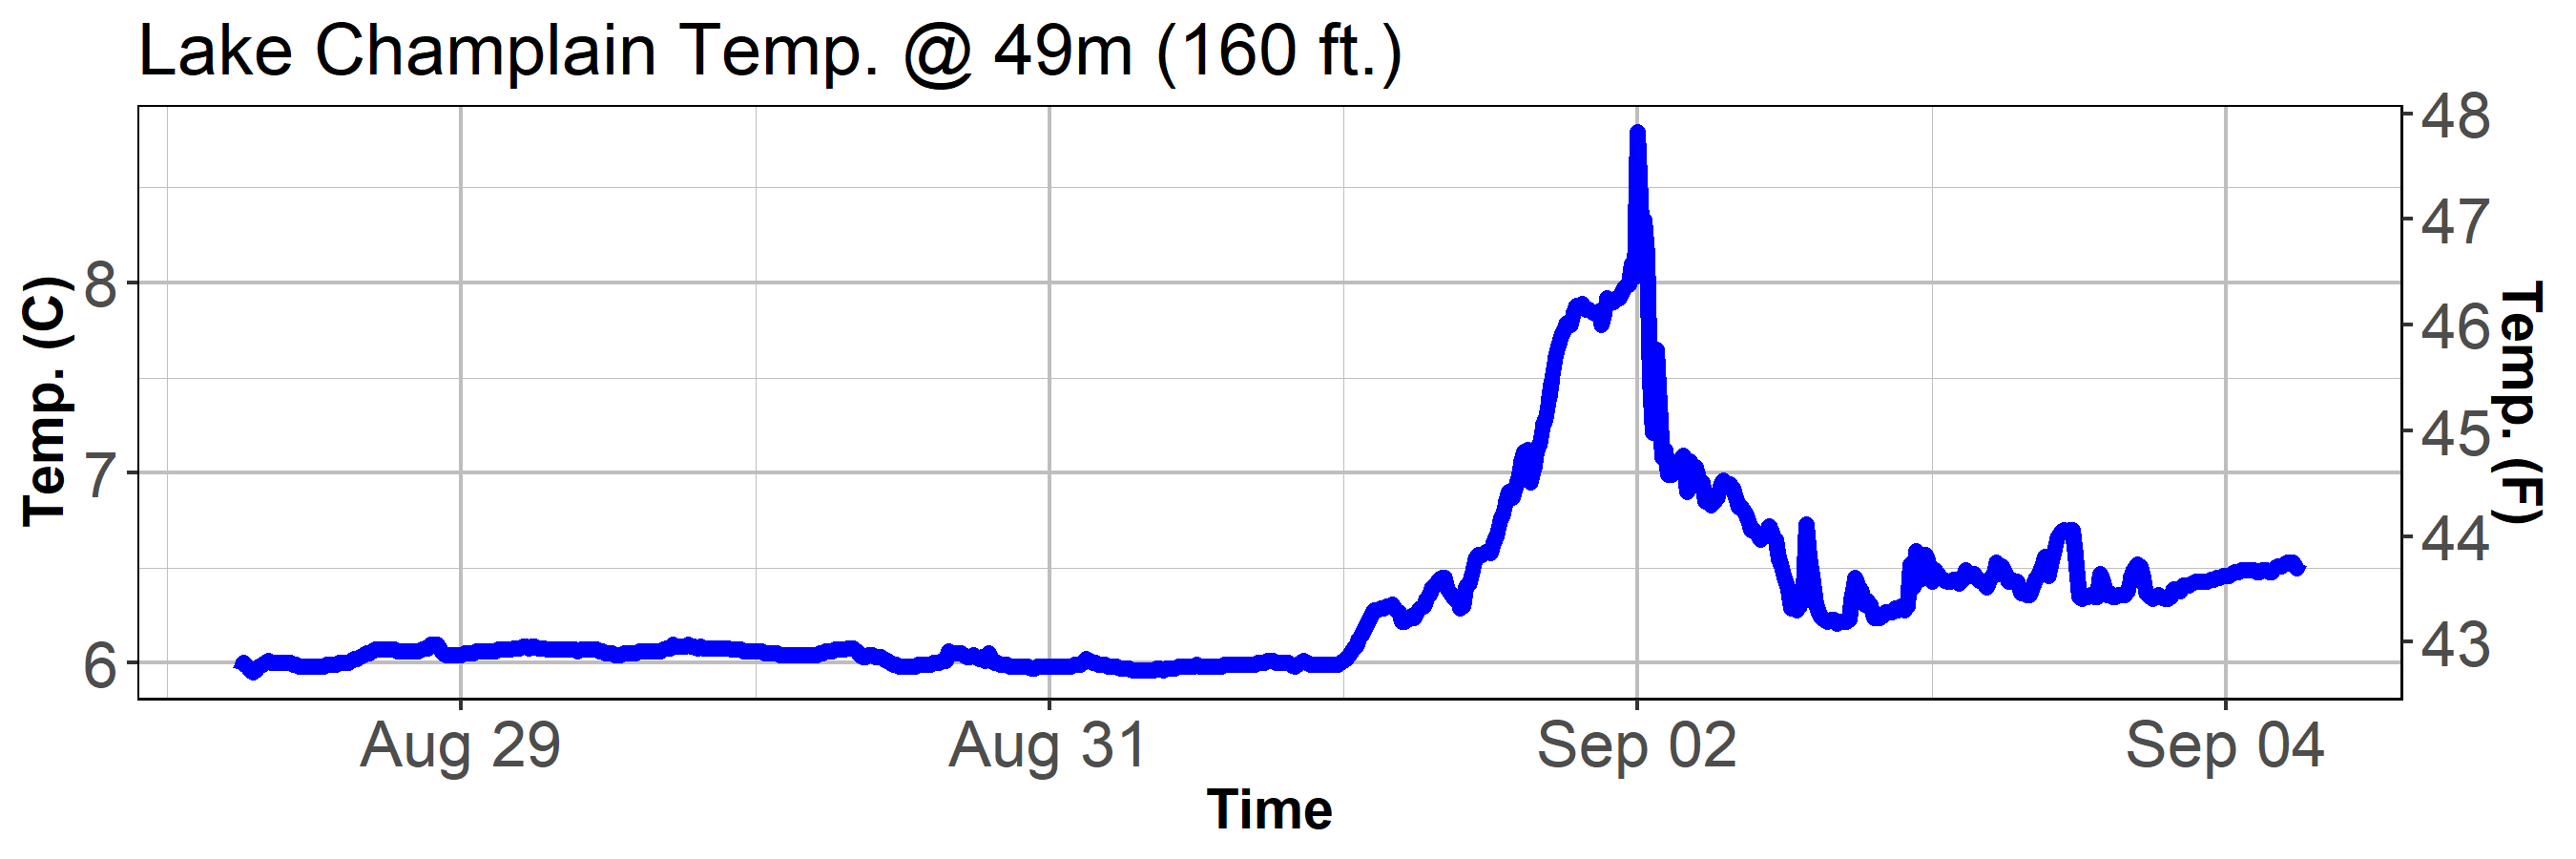 Lake Champlain Temp. @ 49m (160 ft.)
Temp. (C)
8
7
6
48
47
46
45
44
43
Temp. (F)
Aug 29 Aug 31 Sep 02 Sep 04
Time